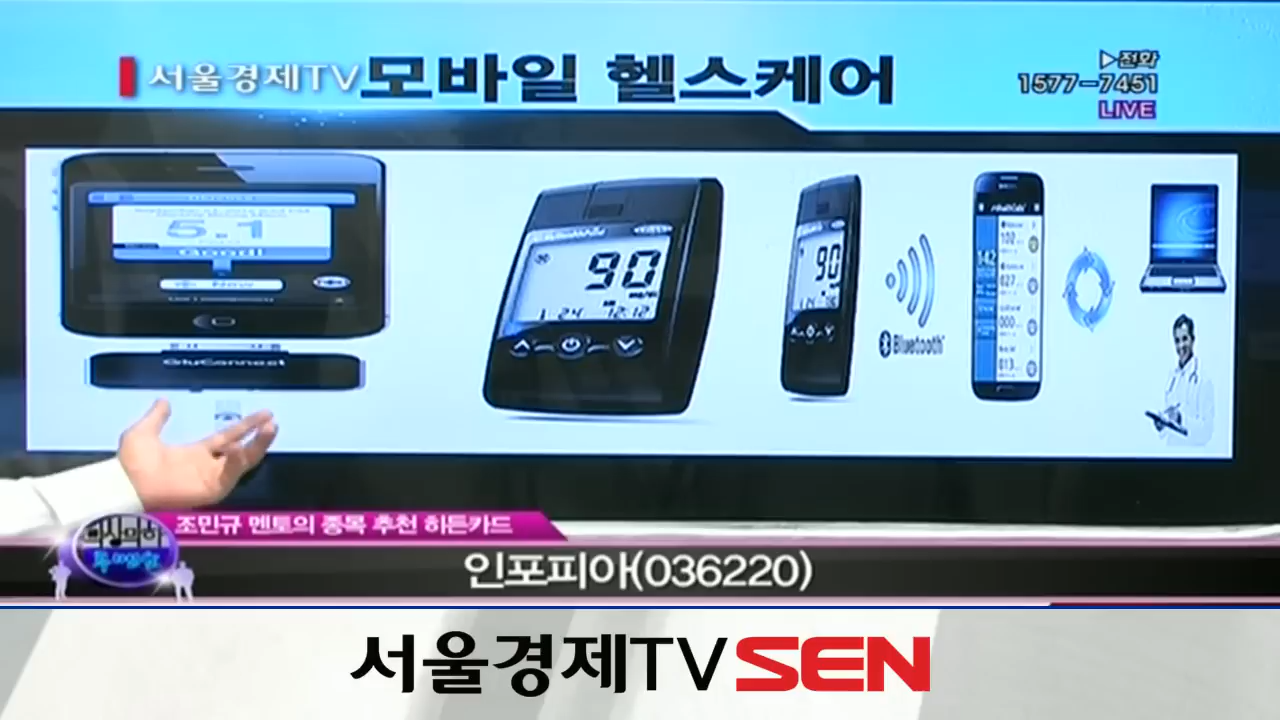 서울경제TV 모바일 헬스케어
▶전화
1577-7451
LIVE
5.1
Good!
GluConnect
90
1 24 12:12
90
Bluetooth
142
조민규 멘토의 종목 추천 히든카드
인포피아(036220)
서울경제TV SEN